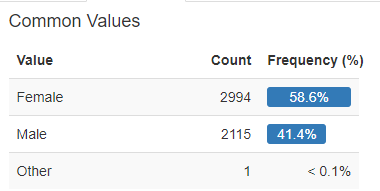 Common Values
Value Count Frequency (%)
Female 2994 58.6%
Male 2115 41.4%
Other 1 < 0.1%